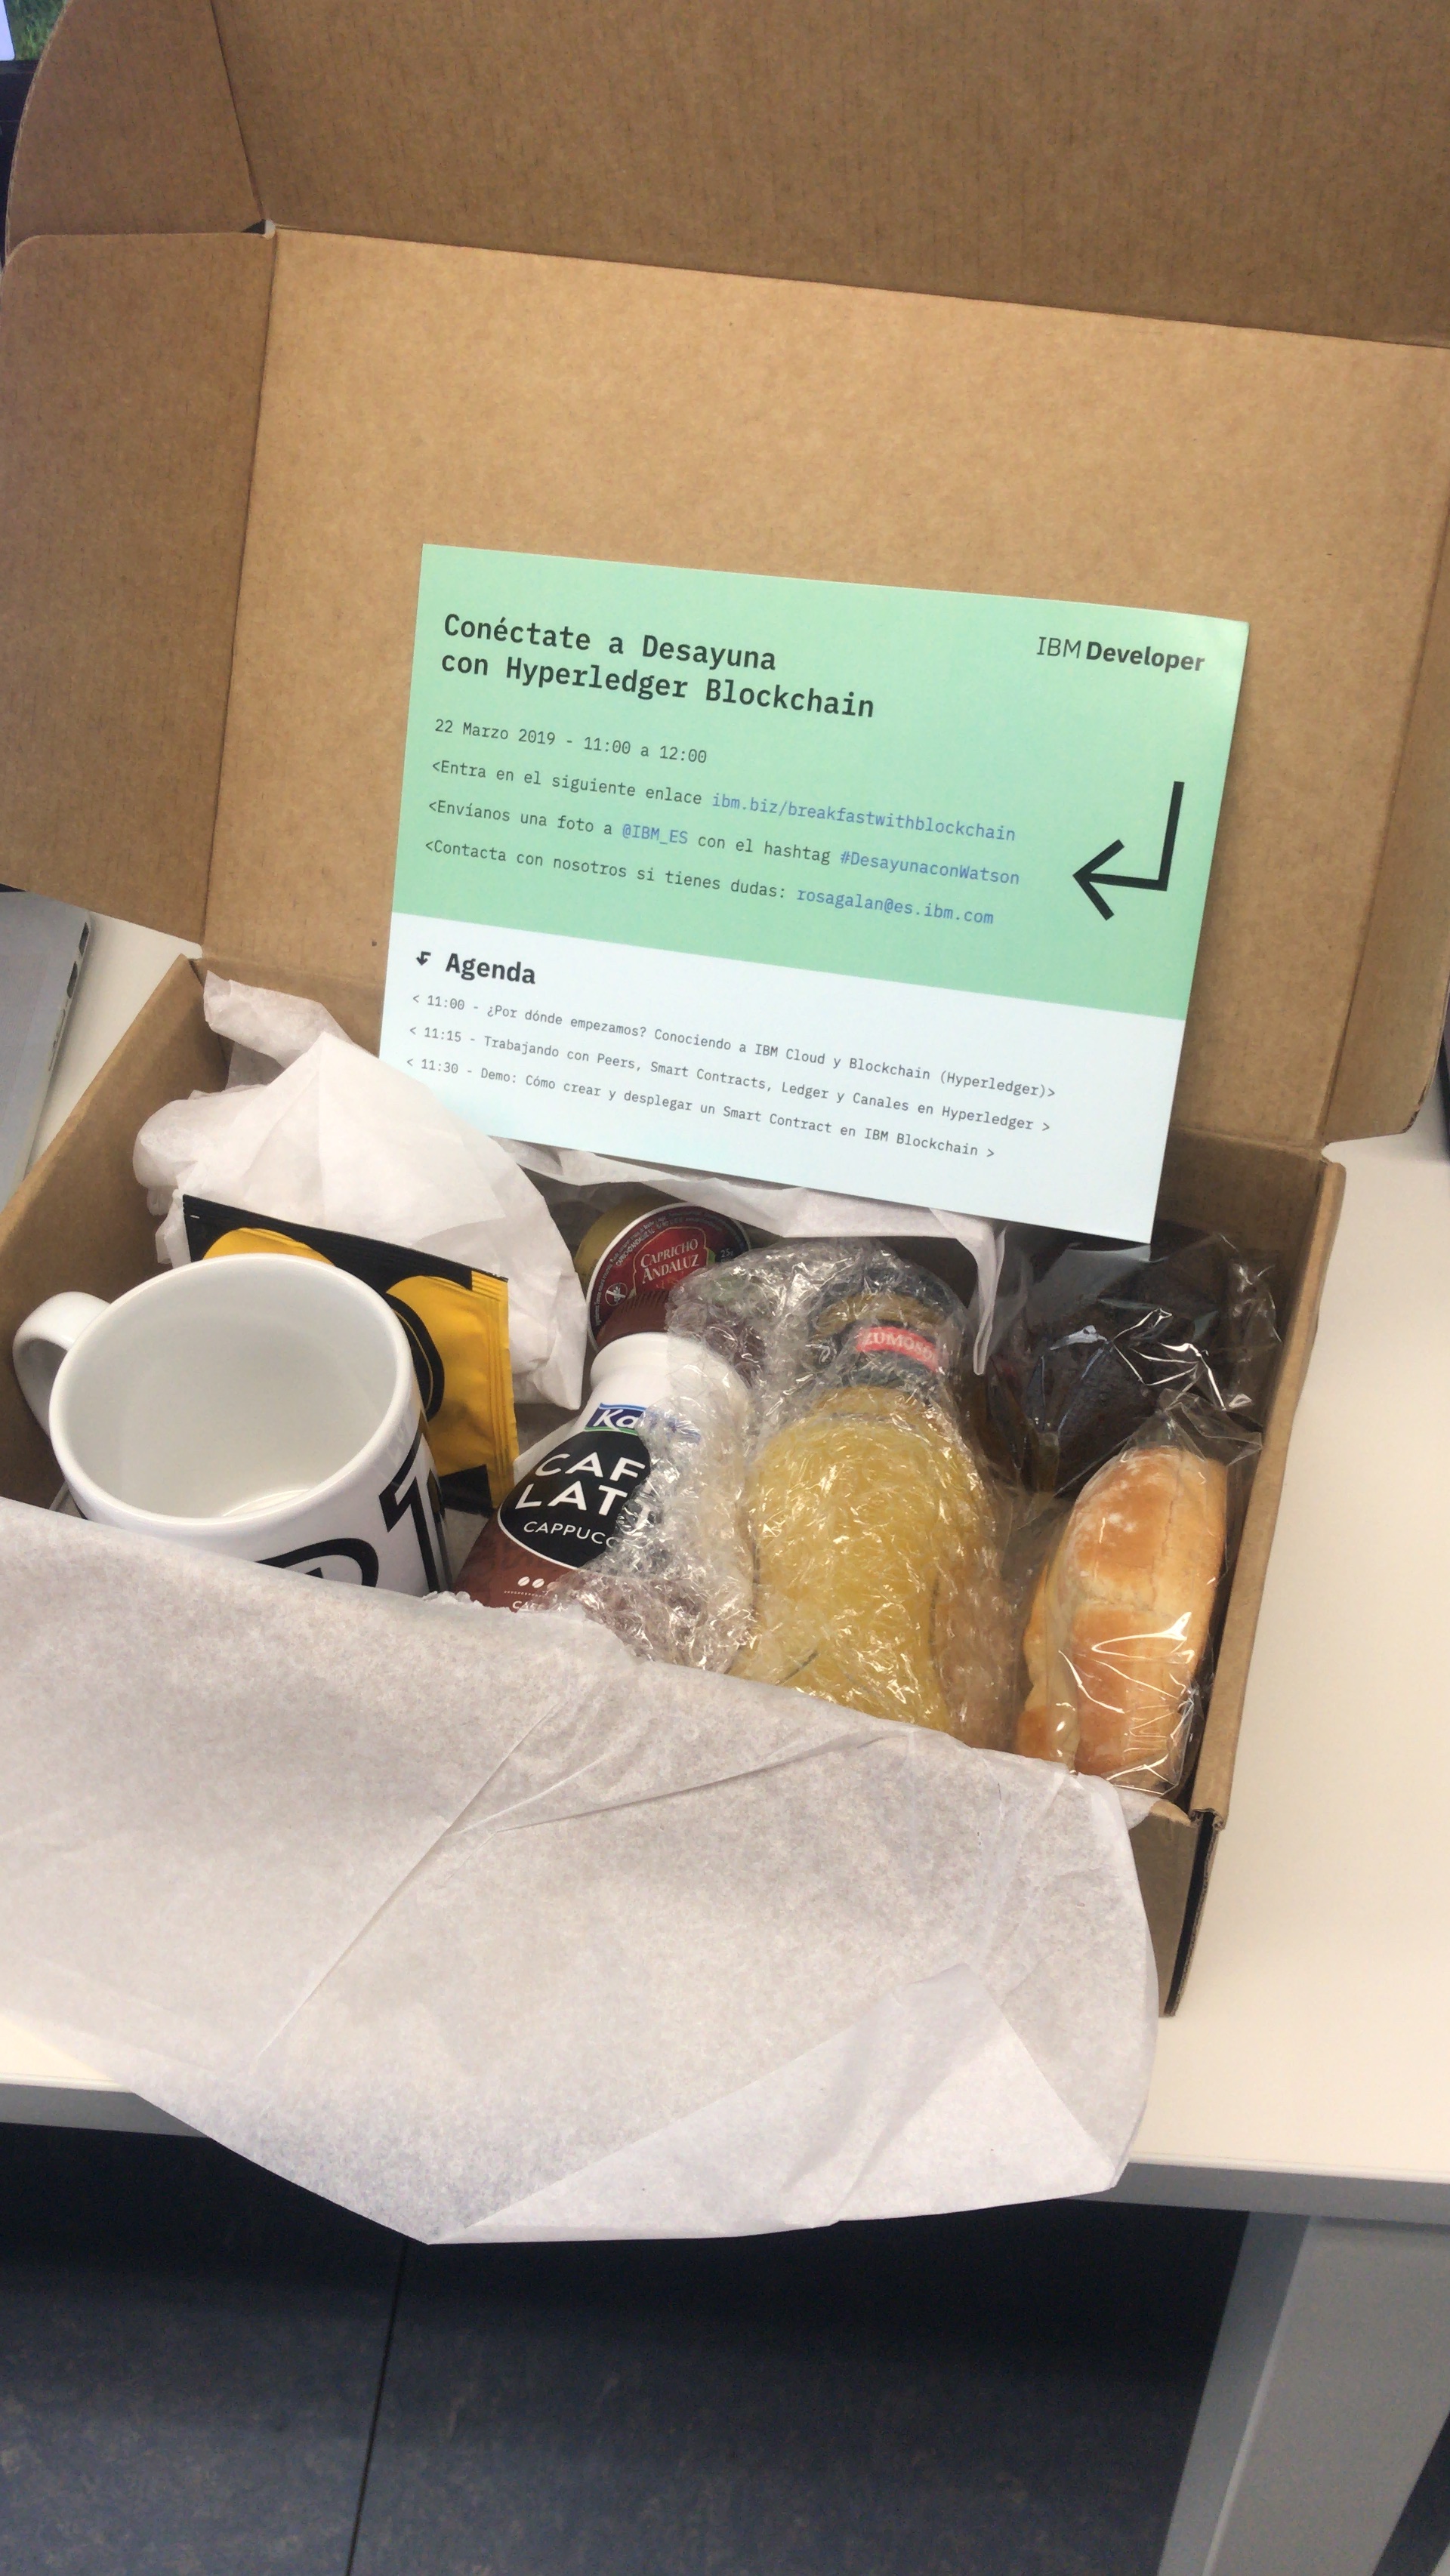 Conéctate a Desayuna
con Hyperledger Blockchain
IBM Developer
22 Marzo 2019 - 11:00 a 12:00
<Entra en el siguiente enlace ibm.biz/breakfastwithblockchain
<Envíanos una foto a @IBM_ES con el hashtag #DesayunaconWatson
<Contacta con nosotros si tienes dudas: rosagalan@es.ibm.com
Agenda
< 11:00 - ¿Por dónde empezamos? Conociendo a IBM Cloud y Blockchain (Hyperledger)>
< 11:15 - Trabajando con Peers, Smart Contracts, Ledger y Canales en Hyperledger >
< 11:30 - Demo: Cómo crear y desplegar un Smart Contract en IBM Blockchain >
CAPRICHO
ANDALUZ
ZUMOSOL
Ka
CAF
LAT
CAPPUCC